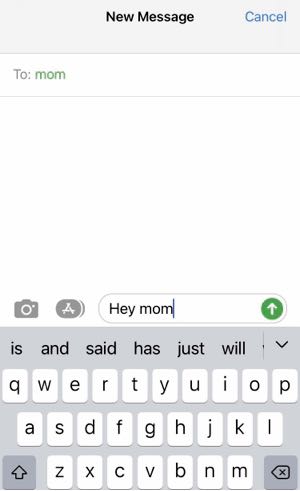 New Message Cancel
To: mom
Hey mom
is and said has just will
q w e r t y u i o p
a s d f g h j k l
z x c v b n m